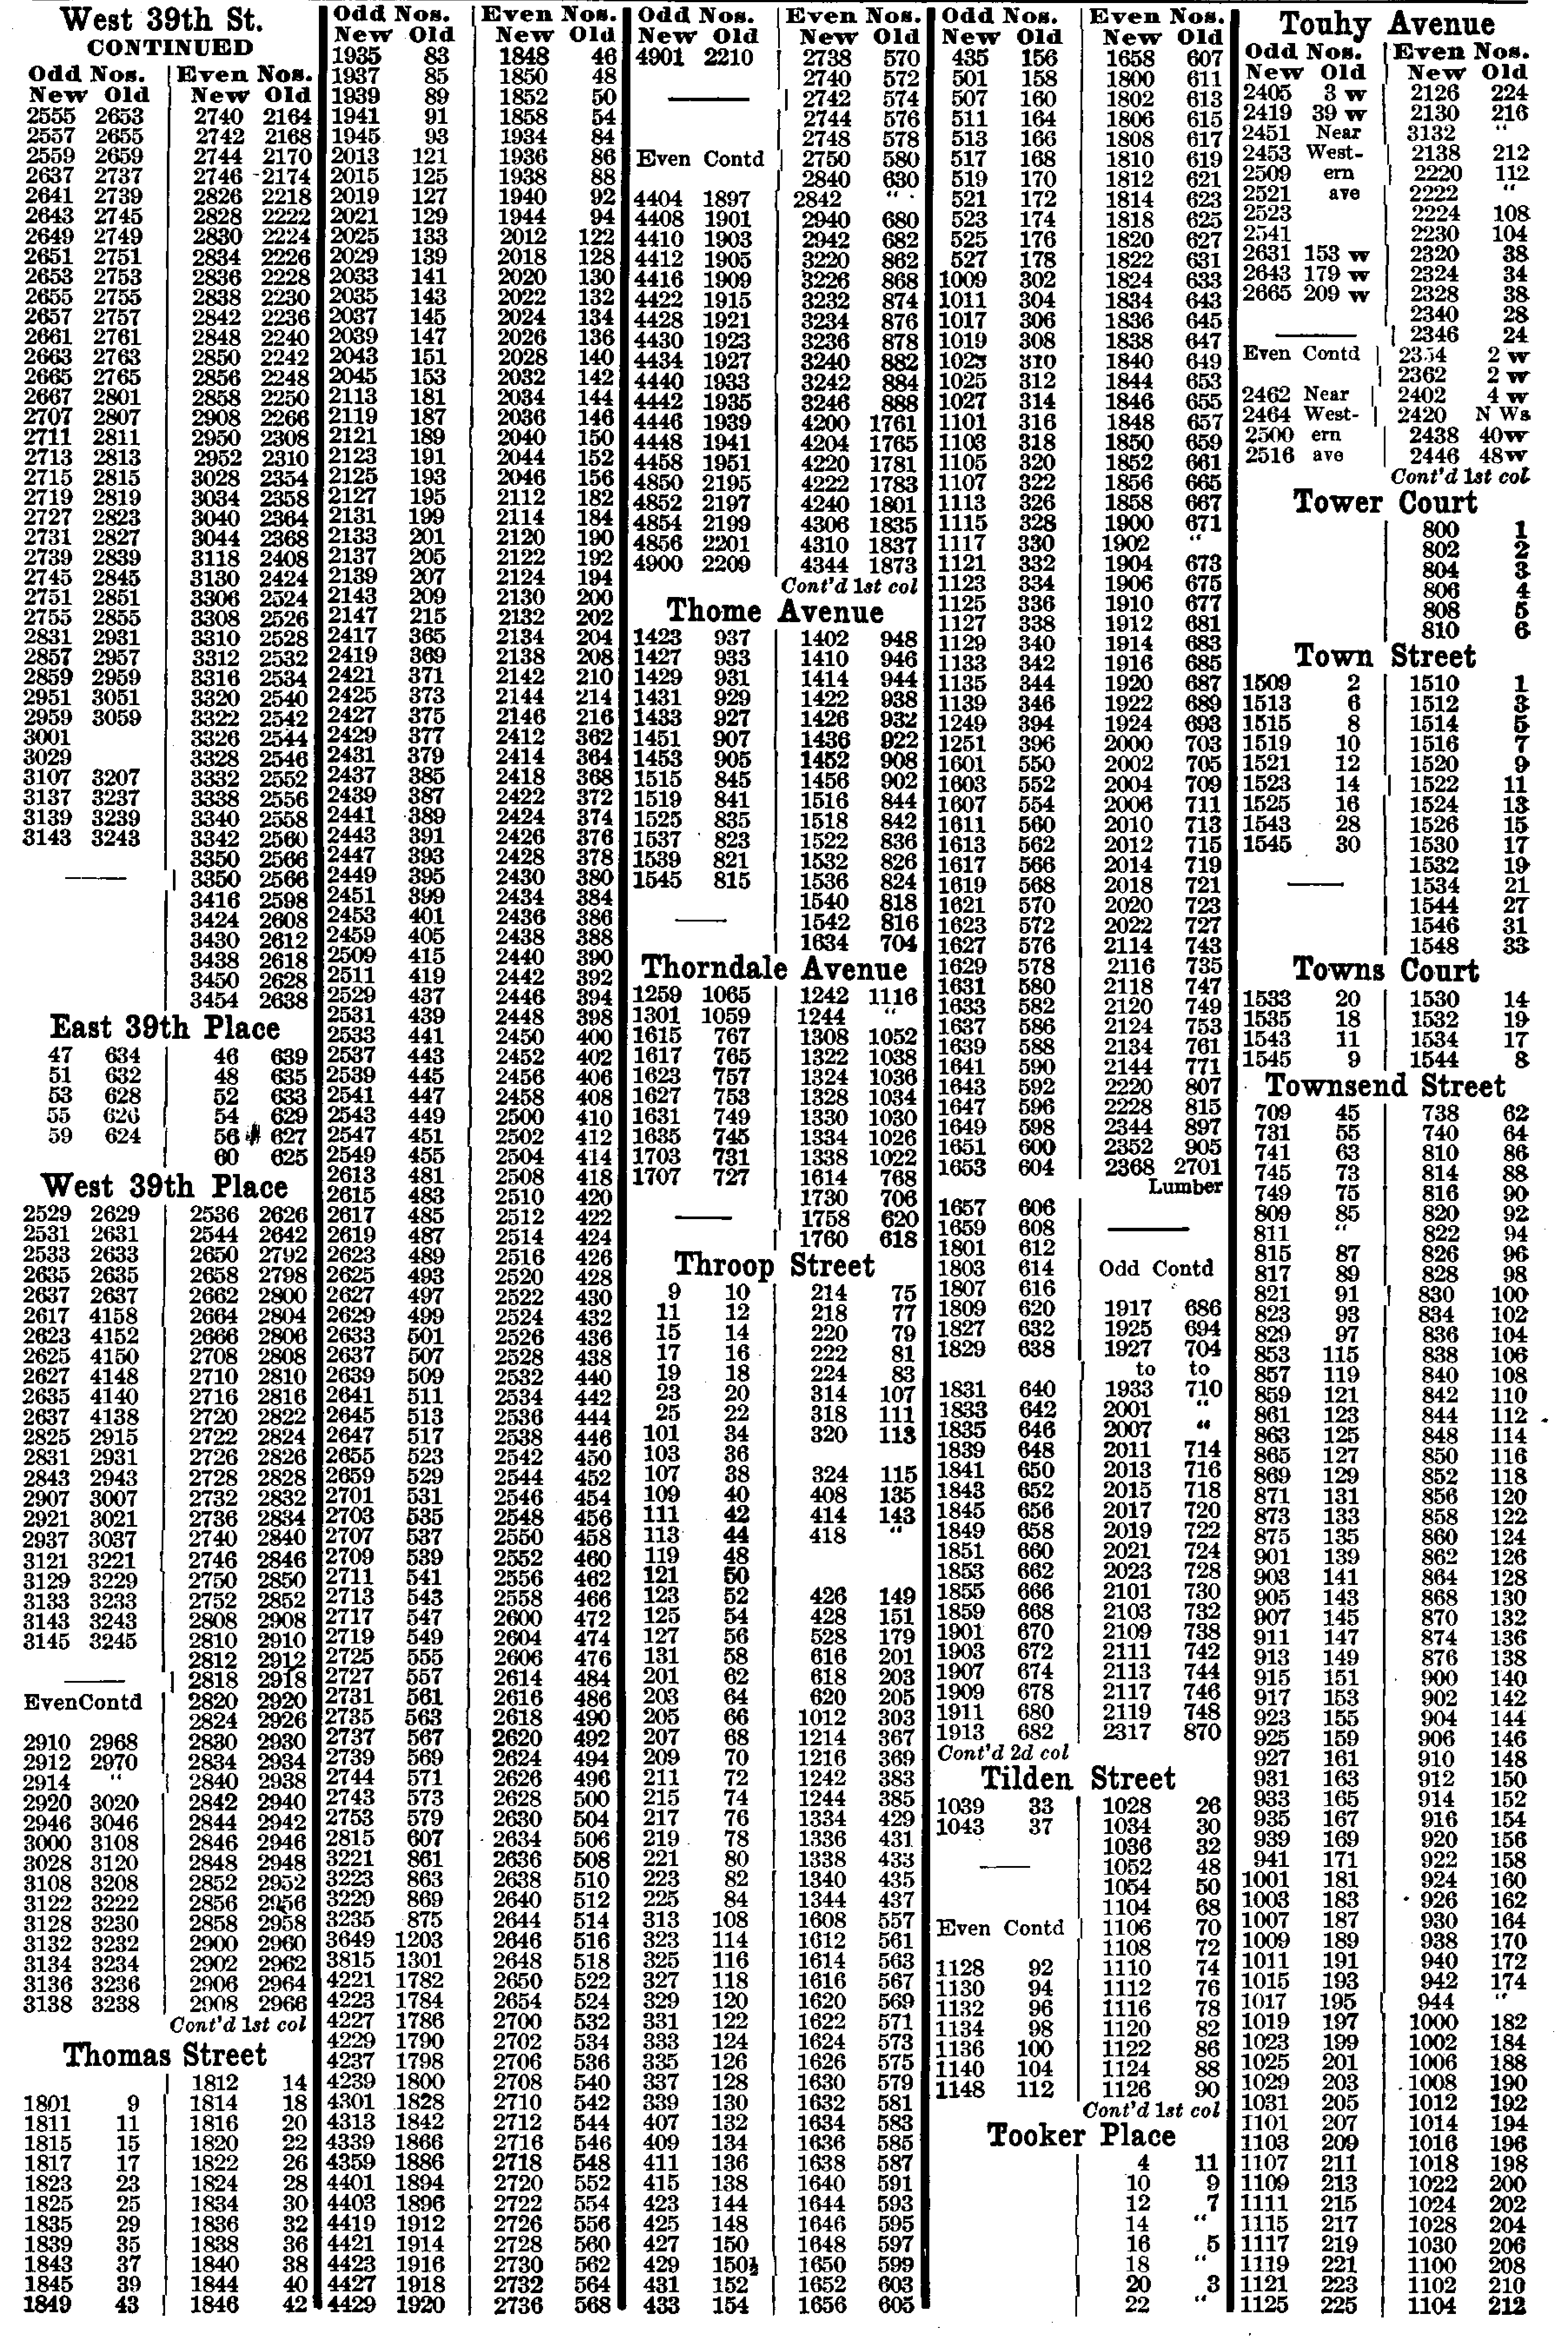 West 39th St.
CONTINUED
Odd Nos. Even Nos.
New Old New Old
2555 2653 2740 2164
2557 2655 2742 2168
2559 2659 2744 2170
2637 2737 2746 2174
2641 2739 2826 2218
2643 2745 2828 2222
2649 2749 2830 2224
2651 2751 2834 2226
2653 2753 2836 2228
2655 2755 2838 2230
2657 2757 2842 2236
2661 2761 2848 2240
2663 2763 2850 2242
2665 2765 2856 2248
2667 2801 2858 2250
2707 2807 2908 2266
2711 2811 2950 2308
2713 2813 2952 2310
2715 2815 3028 2354
2719 2819 3034 2358
2727 2823 3040 2364
2731 2827 3044 2368
2739 2839 3118 2408
2745 2845 3130 2424
2751 2851 3306 2524
2755 2855 3308 2526
2831 2931 3310 2528
2857 2957 3312 2532
2859 2959 3316 2534
2951 3051 3320 2540
2959 3059 3322 2542
3001 3326 2544
3029 3328 2546
3107 3207 3332 2552
3137 3237 3338 2556
3139 3239 3340 2558
3143 3243 3342 2560
3350 2566
3350 2566
3416 2598
3424 2608
3430 2612
3438 2618
3450 2628
3454 2638
East 39th Place
47 634 46 639
51 632 48 635
53 628 52 633
55 626 54 629
59 624 56 627
60 625
West 39th Place
2529 2629 2536 2626
2531 2631 2544 2642
2533 2633 2650 2792
2635 2635 2658 2798
2637 2637 2662 2800
2617 4158 2664 2804
2623 4152 2666 2806
2625 4150 2708 2808
2627 4148 2710 2810
2635 4140 2716 2816
2637 4138 2720 2822
2825 2915 2722 2824
2831 2931 2726 2826
2843 2943 2728 2828
2907 3007 2732 2832
2921 3021 2736 2834
2937 3037 2740 2840
3121 3221 2746 2846
3129 3229 2750 2850
3133 3233 2752 2852
3143 3243 2808 2908
3145 3245 2810 2910
2812 2912
2818 2918
EvenContd 2820 2920
2824 2926
2910 2968 2830 2930
2912 2970 2834 2934
2914 " 2840 2938
2920 3020 2842 2940
2946 3046 2844 2942
3000 3108 2846 2946
3028 3120 2848 2948
3108 3208 2852 2952
3122 3222 2856 2956
3128 3230 2858 2958
3132 3232 2900 2960
3134 3234 2902 2962
3136 3236 2906 2964
3138 3238 2908 2966
Cont'd 1st col
Thomas Street
1812 14
1801 9 1814 18
1811 11 1816 20
1815 15 1820 22
1817 17 1822 26
1823 23 1824 28
1825 25 1834 30
1835 29 1836 32
1839 35 1838 36
1843 37 1840 38
1845 39 1844 40
1849 43 1846 42
Odd Nos. Even Nos.
New Old New Old
1935 83 1848 46
1937 85 1850 48
1939 89 1852 50
1941 91 1858 54
1945 93 1934 84
2013 121 1936 86
2015 125 1938 88
2019 127 1940 92
2021 129 1944 94
2025 133 2012 122
2029 139 2018 128
2033 141 2020 130
2035 143 2022 132
2037 145 2024 134
2039 147 2026 136
2043 151 2028 140
2045 153 2032 142
2113 181 2034 144
2119 187 2036 146
2121 189 2040 150
2123 191 2044 152
2125 193 2046 156
2127 195 2112 182
2131 199 2114 184
2133 201 2120 190
2137 205 2122 192
2139 207 2124 194
2143 209 2130 200
2147 215 2132 202
2417 365 2134 204
2419 369 2138 208
2421 371 2142 210
2425 373 2144 214
2427 375 2146 216
2429 377 2412 362
2431 379 2414 364
2437 385 2418 368
2439 387 2422 372
2441 389 2424 374
2443 391 2426 376
2447 393 2428 378
2449 395 2430 380
2451 399 2434 384
2453 401 2436 386
2459 405 2438 388
2509 415 2440 390
2511 419 2442 392
2529 437 2446 394
2531 439 2448 398
2533 441 2450 400
2537 443 2452 402
2539 445 2456 406
2541 447 2458 408
2543 449 2500 410
2547 451 2502 412
2549 455 2504 414
2613 481 2508 418
2615 483 2510 420
2617 485 2512 422
2619 487 2514 424
2623 489 2516 426
2625 493 2520 428
2627 497 2522 430
2629 499 2524 432
2633 501 2526 436
2637 507 2528 438
2639 509 2532 440
2641 511 2534 442
2645 513 2536 444
2647 517 2538 446
2655 523 2542 450
2659 529 2544 452
2701 531 2546 454
2703 535 2548 456
2707 537 2550 458
2709 539 2552 460
2711 541 2556 462
2713 543 2558 466
2717 547 2600 472
2719 549 2604 474
2725 555 2606 476
2727 557 2614 484
2731 561 2616 486
2735 563 2618 490
2737 567 2620 492
2739 569 2624 494
2744 571 2626 496
2743 573 2628 500
2753 579 2630 504
2815 607 2634 506
3221 861 2636 508
3223 863 2638 510
3229 869 2640 512
3235 875 2644 514
3649 1203 2646 516
3815 1301 2648 518
4221 1782 2650 522
4223 1784 2654 524
4227 1786 2700 532
4229 1790 2702 534
4237 1798 2706 536
4239 1800 2708 540
4301 1828 2710 542
4313 1842 2712 544
4339 1866 2716 546
4359 1886 2718 548
4401 1894 2720 552
4403 1896 2722 554
4419 1912 2726 556
4421 1914 2728 560
4423 1916 2730 562
4427 1918 2732 564
4429 1920 2736 568
Odd Nos. Even Nos.
New Old New Old
4901 2210 2738 570
2740 572
2742 574
2744 576
2748 578
Even Contd 2750 580
2840 630
4404 1897 2842 "
4408 1901 2940 680
4410 1903 2942 682
4412 1905 3220 862
4416 1909 3226 868
4422 1915 3232 874
4428 1921 3234 876
4430 1923 3236 878
4434 1927 3240 882
4440 1933 3242 884
4442 1935 3246 888
4446 1939 4200 1761
4448 1941 4204 1765
4458 1951 4220 1781
4850 2195 4222 1783
4852 2197 4240 1801
4854 2199 4306 1835
4856 2201 4310 1837
4900 2209 4344 1873
Cont'd 1st col
Thome Avenue
1423 937 1402 948
1427 933 1410 946
1429 931 1414 944
1431 929 1422 938
1433 927 1426 932
1451 907 1436 922
1453 905 1452 908
1515 845 1456 902
1519 841 1516 844
1525 835 1518 842
1537 823 1522 836
1539 821 1532 826
1545 815 1536 824
1540 818
1542 816
1634 704
Thorndale Avenue
1259 1065 1242 1116
1301 1059 1244 "
1615 767 1308 1052
1617 765 1322 1038
1623 757 1324 1036
1627 753 1328 1034
1631 749 1330 1030
1635 745 1334 1026
1703 731 1338 1022
1707 727 1614 768
1730 706
1758 620
1760 618
Throop Street
9 10 214 75
11 12 218 77
15 14 220 79
17 16 222 81
19 18 224 83
23 20 314 107
25 22 318 111
101 34 320 113
103 36
107 38 324 115
109 40 408 135
111 42 414 143
113 44 418 "
119 48
121 50
123 52 426 149
125 54 428 151
127 56 528 179
131 58 616 201
201 62 618 203
203 64 620 205
205 66 1012 303
207 68 1214 367
209 70 1216 369
211 72 1242 383
215 74 1244 385
217 76 1334 429
219 78 1336 431
221 80 1338 433
223 82 1340 435
225 84 1344 437
313 108 1608 557
323 114 1612 561
325 116 1614 563
327 118 1616 567
329 120 1620 569
331 122 1622 571
333 124 1624 573
335 126 1626 575
337 128 1630 579
339 130 1632 581
407 132 1634 583
409 134 1636 585
411 136 1638 587
415 138 1640 591
423 144 1644 593
425 148 1646 595
427 150 1648 597
429 150½ 1650 599
431 152 1652 603
433 154 1656 605
Odd Nos. Even Nos.
New Old New Old
435 156 1658 607
501 158 1800 611
507 160 1802 613
511 164 1806 615
513 166 1808 617
517 168 1810 619
519 170 1812 621
521 172 1814 623
523 174 1818 625
525 176 1820 627
527 178 1822 631
1009 302 1824 633
1011 304 1834 643
1017 306 1836 645
1019 308 1838 647
1023 310 1840 649
1025 312 1844 653
1027 314 1846 655
1101 316 1848 657
1103 318 1850 659
1105 320 1852 661
1107 322 1856 665
1113 326 1858 667
1115 328 1900 671
1117 330 1902 "
1121 332 1904 673
1123 334 1906 675
1125 336 1910 677
1127 338 1912 681
1129 340 1914 683
1133 342 1916 685
1135 344 1920 687
1139 346 1922 689
1249 394 1924 693
1251 396 2000 703
1601 550 2002 705
1603 552 2004 709
1607 554 2006 711
1611 560 2010 713
1613 562 2012 715
1617 566 2014 719
1619 568 2018 721
1621 570 2020 723
1623 572 2022 727
1627 576 2114 743
1629 578 2116 735
1631 580 2118 747
1633 582 2120 749
1637 586 2124 753
1639 588 2134 761
1641 590 2144 771
1643 592 2220 807
1647 596 2228 815
1649 598 2344 897
1651 600 2352 905
1653 604 2368 2701
Lumber
1657 606
1659 608
1801 612
1803 614 Odd Contd
1807 616
1809 620 1917 686
1827 632 1925 694
1829 638 1927 704
to to
1831 640 1933 710
1833 642 2001 "
1835 646 2007 "
1839 648 2011 714
1841 650 2013 716
1843 652 2015 718
1845 656 2017 720
1849 658 2019 722
1851 660 2021 724
1853 662 2023 728
1855 666 2101 730
1859 668 2103 732
1901 670 2109 738
1903 672 2111 742
1907 674 2113 744
1909 678 2117 746
1911 680 2119 748
1913 682 2317 870
Cont'd 2d col
Tilden Street
1039 33 1028 26
1043 37 1034 30
1036 32
1052 48
1054 50
1104 68
Even Contd 1106 70
1108 72
1128 92 1110 74
1130 94 1112 76
1132 96 1116 78
1134 98 1120 82
1136 100 1122 86
1140 104 1124 88
1148 112 1126 90
Cont'd 1st col
Tooker Place
4 11
10 9
12 7
14 "
16 5
18 "
20 3
22 "
Touhy Avenue
Odd Nos. Even Nos.
New Old New Old
2405 3 w 2126 224
2419 39 w 2130 216
2451 Near 3132 "
2453 West- 2138 212
2509 ern 2220 112
2521 ave 2222 "
2523 2224 108
2541 2230 104
2631 153 w 2320 38
2643 179 w 2324 34
2665 209 w 2328 38
2340 28
2346 24
Even Contd 2354 2 w
2362 2 w
2462 Near 2402 4 w
2464 West- 2420 N Ws
2500 ern 2438 40w
2516 ave 2446 48w
Cont'd 1st col
Tower Court
800 1
802 2
804 3
806 4
808 5
810 6
Town Street
1509 2 1510 1
1513 6 1512 3
1515 8 1514 5
1519 10 1516 7
1521 12 1520 9
1523 14 1522 11
1525 16 1524 13
1543 28 1526 15
1545 30 1530 17
1532 19
1534 21
1544 27
1546 31
1548 33
Towns Court
1533 20 1530 14
1535 18 1532 19
1543 11 1534 17
1545 9 1544 8
Townsend Street
709 45 738 62
731 55 740 64
741 63 810 86
745 73 814 88
749 75 816 90
809 85 820 92
811 " 822 94
815 87 826 96
817 89 828 98
821 91 830 100
823 93 834 102
829 97 836 104
853 115 838 106
857 119 840 108
859 121 842 110
861 123 844 112
863 125 848 114
865 127 850 116
869 129 852 118
871 131 856 120
873 133 858 122
875 135 860 124
901 139 862 126
903 141 864 128
905 143 868 130
907 145 870 132
911 147 874 136
913 149 876 138
915 151 900 140
917 153 902 142
923 155 904 144
925 159 906 146
927 161 910 148
931 163 912 150
933 165 914 152
935 167 916 154
939 169 920 156
941 171 922 158
1001 181 924 160
1003 183 926 162
1007 187 930 164
1009 189 938 170
1011 191 940 172
1015 193 942 174
1017 195 944 "
1019 197 1000 182
1023 199 1002 184
1025 201 1006 188
1029 203 1008 190
1031 205 1012 192
1101 207 1014 194
1103 209 1016 196
1107 211 1018 198
1109 213 1022 200
1111 215 1024 202
1115 217 1028 204
1117 219 1030 206
1119 221 1100 208
1121 223 1102 210
1125 225 1104 212